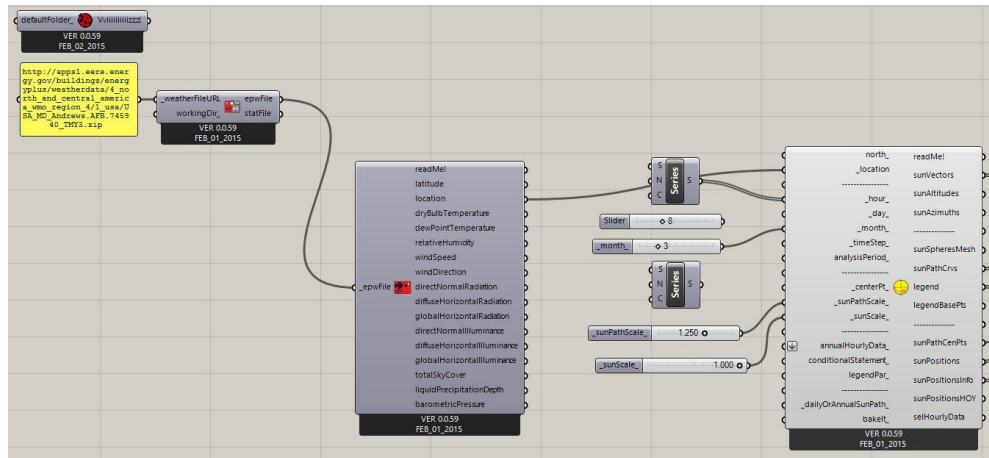 defaultFolder_ Vviiiiiiiiizzz!
VER 0.0.59
FEB_02_2015
http://apps1.eere.ener
gy.gov/buildings/energ
yplus/weatherdata/4_no
rth_and_central_americ
a_wmo_region_4/1_usa/U
SA_MD_Andrews.AFB.7459
40_TMY3.zip
_weatherFileURL epwFile
workingDir_ statFile
VER 0.0.59
FEB_01_2015
_epwFile
readMe!
latitude
location
dryBulbTemperature
dewPointTemperature
relativeHumidity
windSpeed
windDirection
directNormalRadiation
diffuseHorizontalRadiation
globalHorizontalRadiation
directNormalIlluminance
diffuseHorizontalIlluminance
globalHorizontalIlluminance
totalSkyCover
liquidPrecipitationDepth
barometricPressure
VER 0.0.59
FEB_01_2015
S
N
C
Series
S
Slider 8
_month_ 3
S
N
C
Series
S
_sunPathScale_ 1.250
_sunScale_ 1.000
north_
_location
----------------
_hour_
_day_
_month_
_timeStep_
analysisPeriod_
----------------
_centerPt_
_sunPathScale_
_sunScale_
----------------
annualHourlyData_
conditionalStatement_
legendPar_
----------------
_dailyOrAnnualSunPath_
bakeIt_
readMe!
sunVectors
sunAltitudes
sunAzimuths
--------------
sunSpheresMesh
sunPathCrvs
legend
legendBasePts
--------------
sunPathCenPts
sunPositions
sunPositionsInfo
sunPositionsHOY
selHourlyData
VER 0.0.59
FEB_01_2015